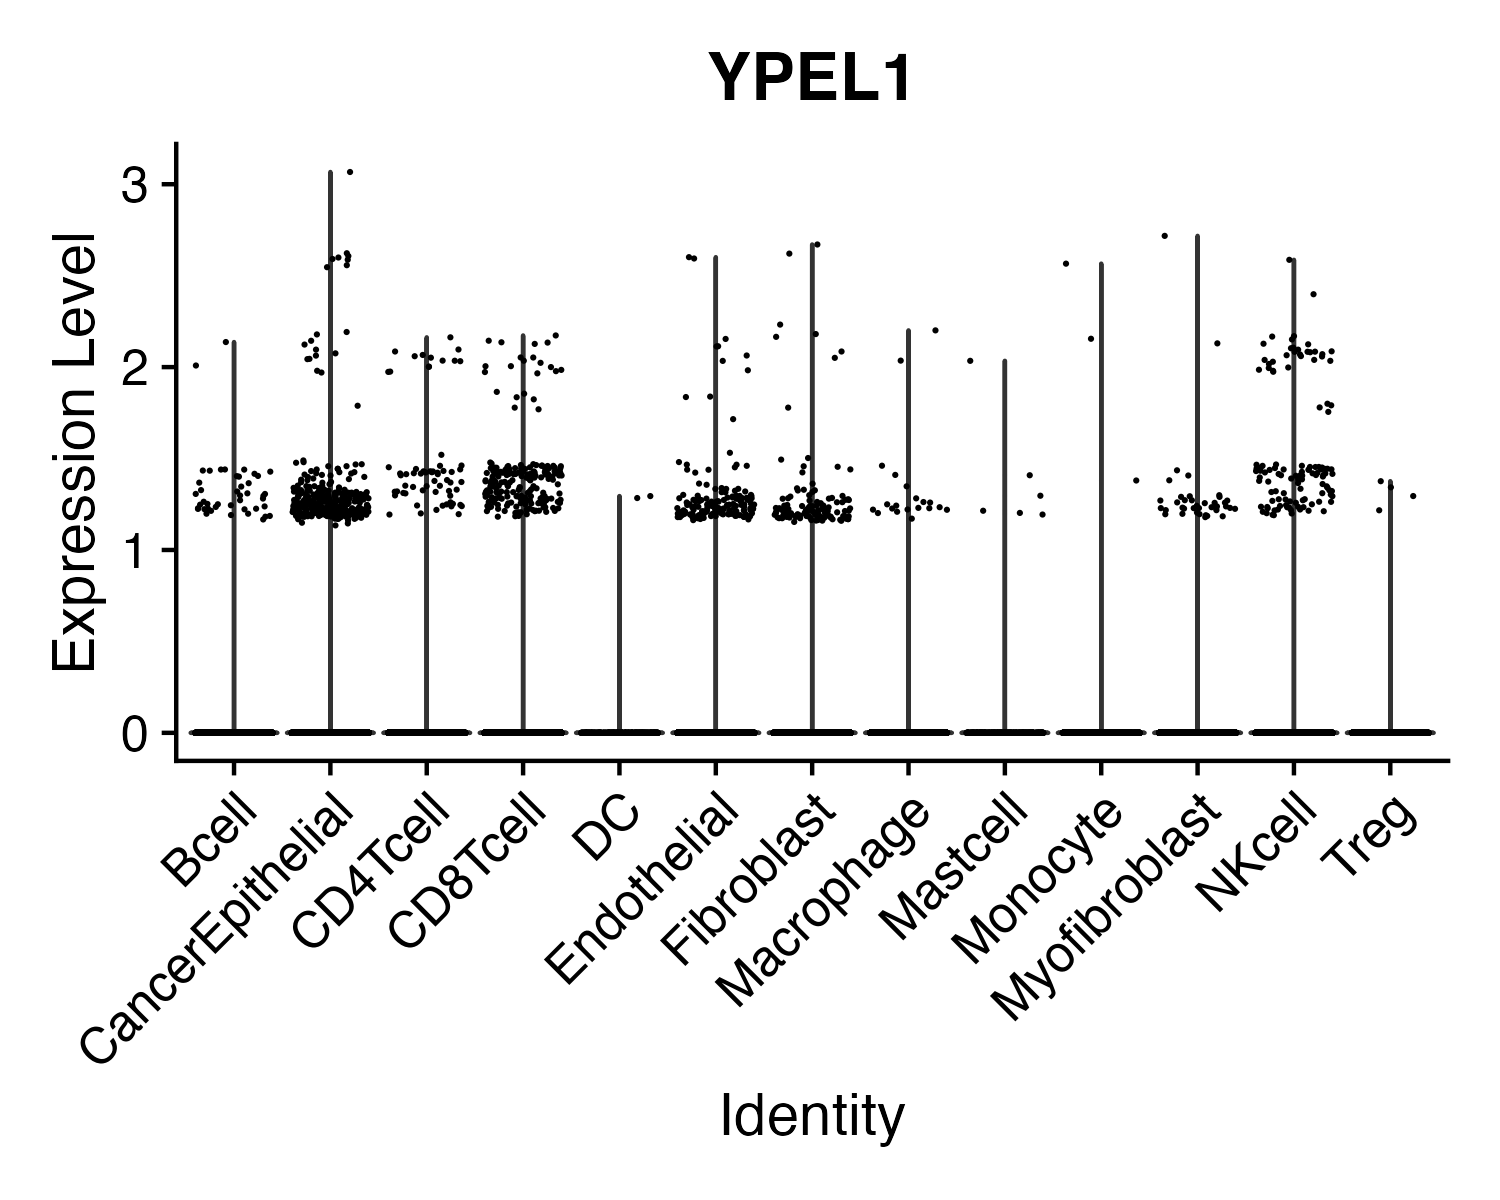 YPEL1
Expression Level
3
2
1
0
Bcell
CancerEpithelial
CD4Tcell
CD8Tcell
DC
Endothelial
Fibroblast
Macrophage
Mastcell
Monocyte
Myofibroblast
NKcell
Treg
Identity